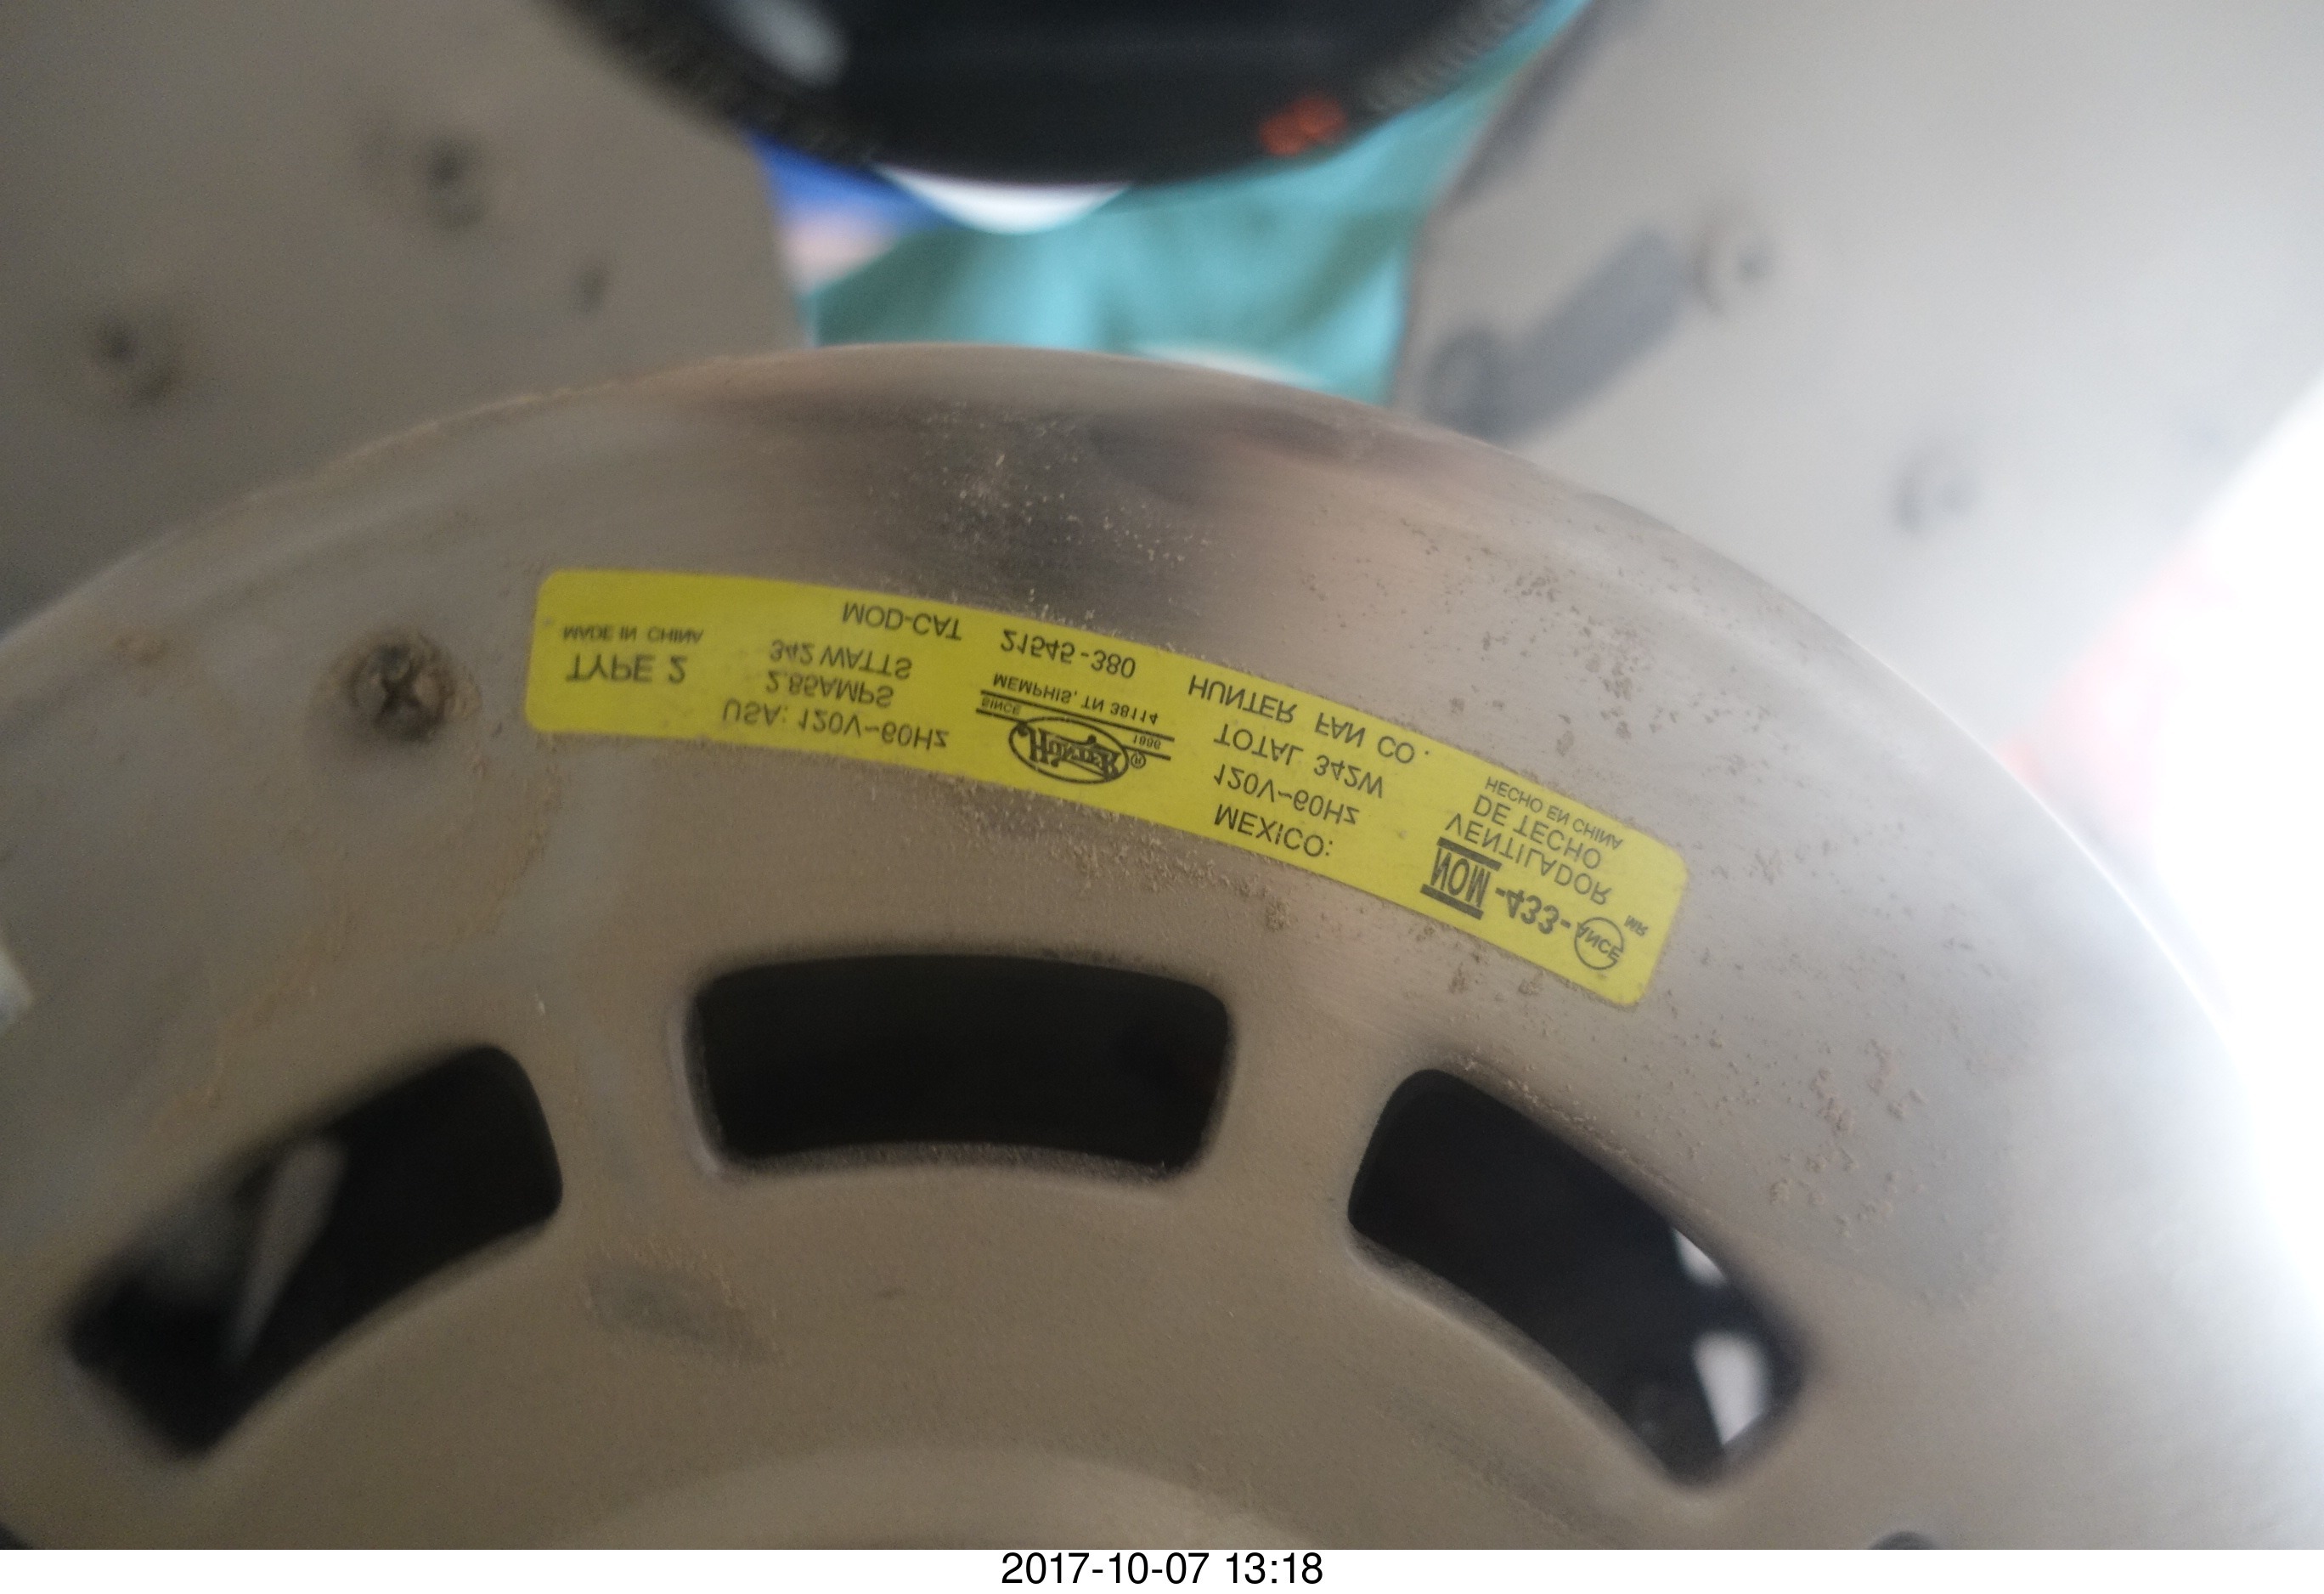 USA: 120V~60Hz
2.85AMPS
342 WATTS
TYPE 2
MADE IN CHINA
HUNTER®
SINCE 1886
MEMPHIS, TN 38114
MOD-CAT 21545-380
MEXICO:
120V~60Hz
TOTAL 342W
HUNTER FAN CO.
NOM-433-ANCE MR
VENTILADOR
DE TECHO
HECHO EN CHINA
2017-10-07 13:18